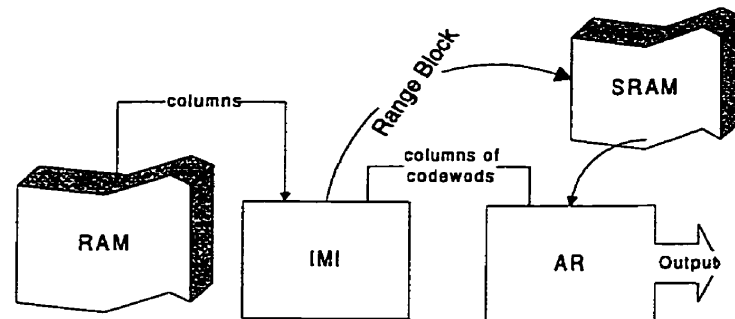 columns
Range Block
SRAM
columns of
codewods
RAM
IMI
AR
Output